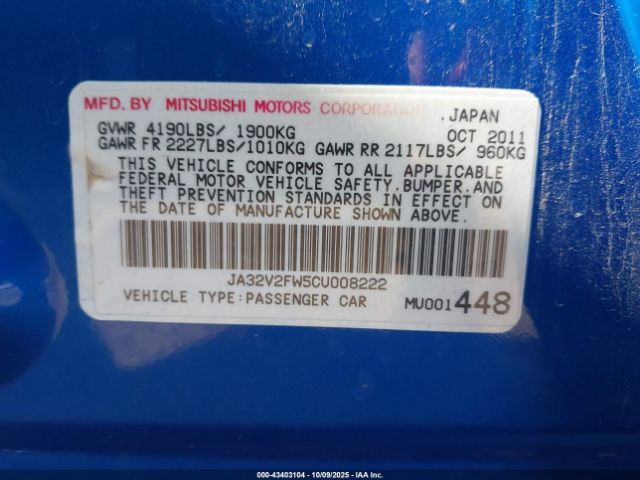 MFD. BY MITSUBISHI MOTORS CORPORATION. JAPAN
GVWR 4190LBS/ 1900KG OCT 2011
GAWR FR 2227LBS/1010KG GAWR RR 2117LBS/ 960KG
THIS VEHICLE CONFORMS TO ALL APPLICABLE
FEDERAL MOTOR VEHICLE SAFETY.BUMPER.AND
THEFT PREVENTION STANDARDS IN EFFECT ON
THE DATE OF MANUFACTURE SHOWN ABOVE.
JA32V2FW5CU008222
VEHICLE TYPE:PASSENGER CAR MU001448
000-43403104 - 10/09/2025 - IAA Inc.